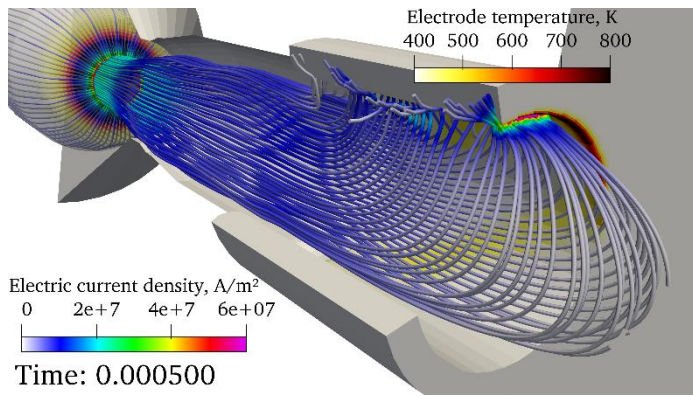 Electrode temperature, K
400 500 600 800
Electric current density, A/m²
0 2e+7 4e+7 6e+07
Time: 0.000500